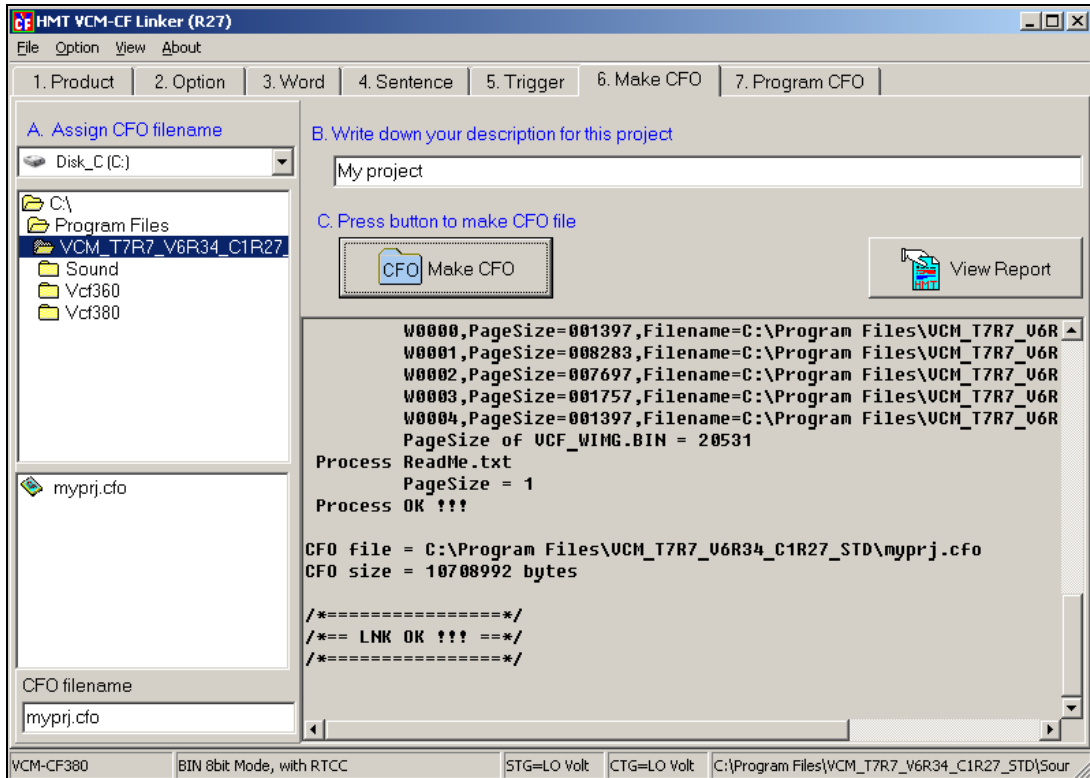 HMT VCM-CF Linker (R27)
File Option View About
1. Product 2. Option 3. Word 4. Sentence 5. Trigger 6. Make CFO 7. Program CFO
A. Assign CFO filename
Disk_C (C:)
C:\
Program Files
VCM_T7R7_V6R34_C1R27_
Sound
Vcf360
Vcf380
myprj.cfo
CFO filename
myprj.cfo
B. Write down your description for this project
My project
C. Press button to make CFO file
CFO Make CFO
HMT View Report
W0000,PageSize=001397,Filename=C:\Program Files\VCM_T7R7_V6R
W0001,PageSize=008283,Filename=C:\Program Files\VCM_T7R7_V6R
W0002,PageSize=007697,Filename=C:\Program Files\VCM_T7R7_V6R
W0003,PageSize=001757,Filename=C:\Program Files\VCM_T7R7_V6R
W0004,PageSize=001397,Filename=C:\Program Files\VCM_T7R7_V6R
PageSize of VCF_WIMG.BIN = 20531
Process ReadMe.txt
PageSize = 1
Process OK !!!
CFO file = C:\Program Files\VCM_T7R7_V6R34_C1R27_STD\myprj.cfo
CFO size = 10708992 bytes
/*================*/
/*== LNK OK !!! ==*/
/*================*/
VCM-CF380 BIN 8bit Mode, with RTCC STG=LO Volt CTG=LO Volt C:\Program Files\VCM_T7R7_V6R34_C1R27_STD\Sour